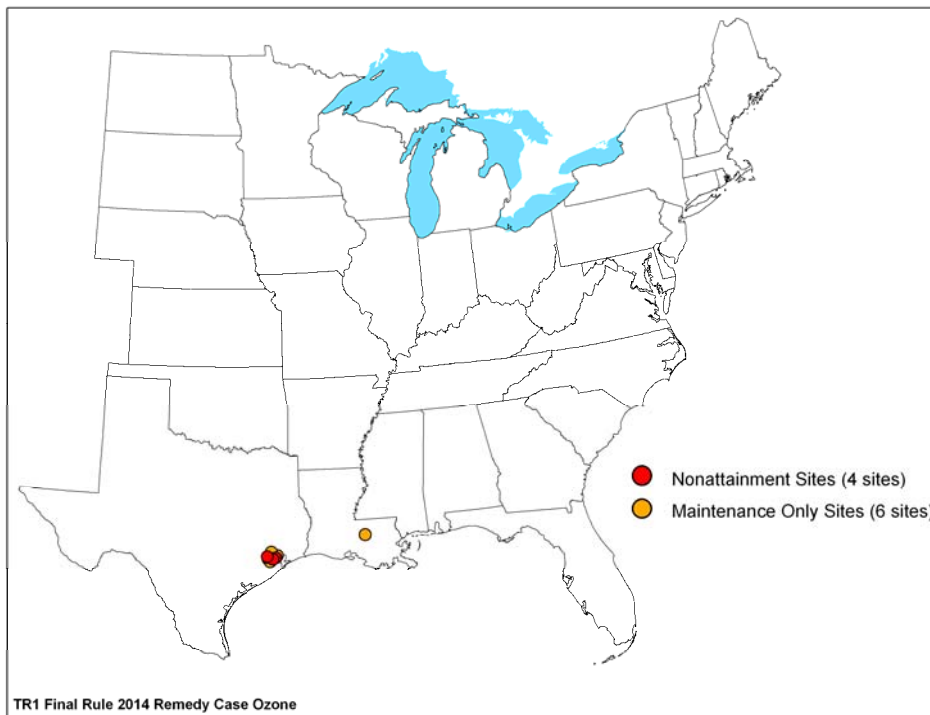 Nonattainment Sites (4 sites)
Maintenance Only Sites (6 sites)
TR1 Final Rule 2014 Remedy Case Ozone